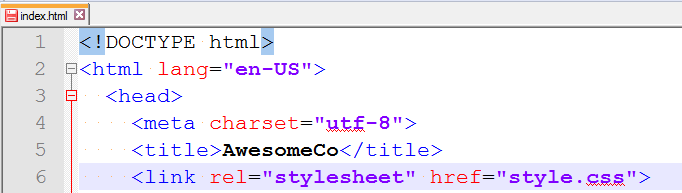 index.html
1 <!DOCTYPE html>
2 <html lang="en-US">
3 <head>
4 <meta charset="utf-8">
5 <title>AwesomeCo</title>
6 <link rel="stylesheet" href="style.css">